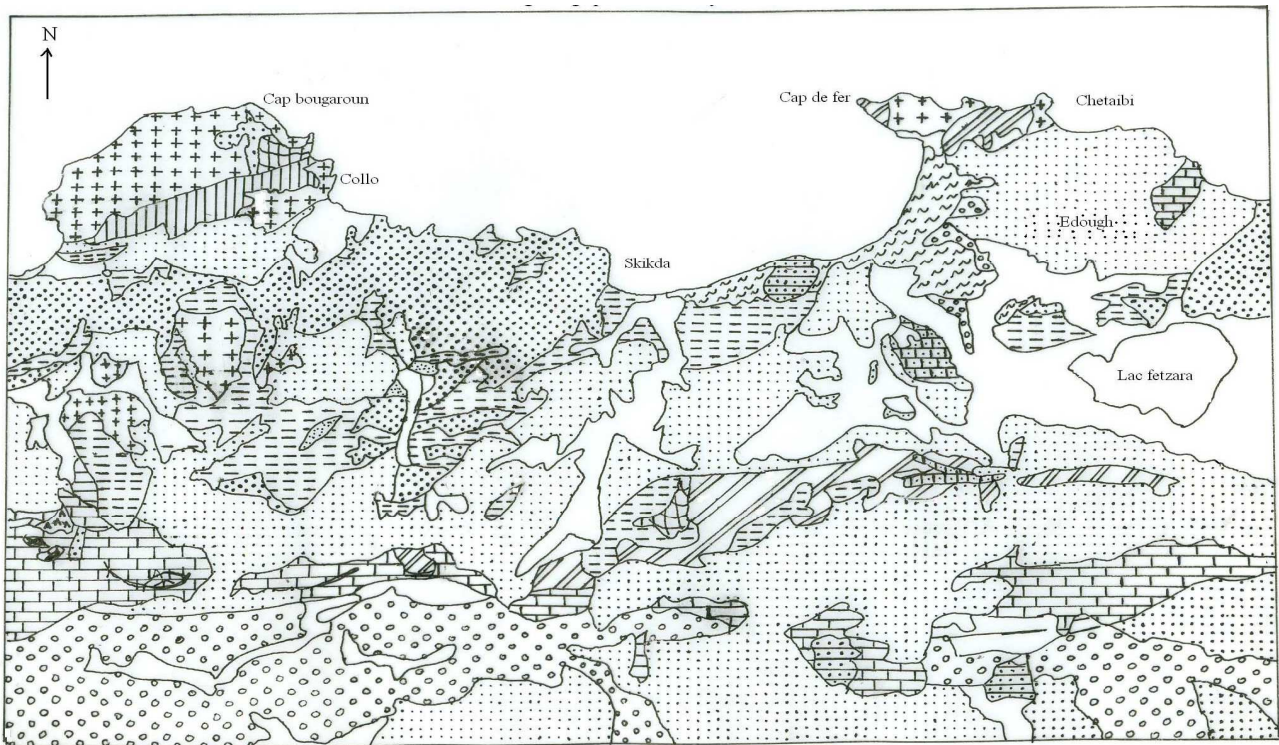 N
Cap bougaroun
Cap de fer
Chetaibi
Collo
Edough
Skikda
Lac fetzara